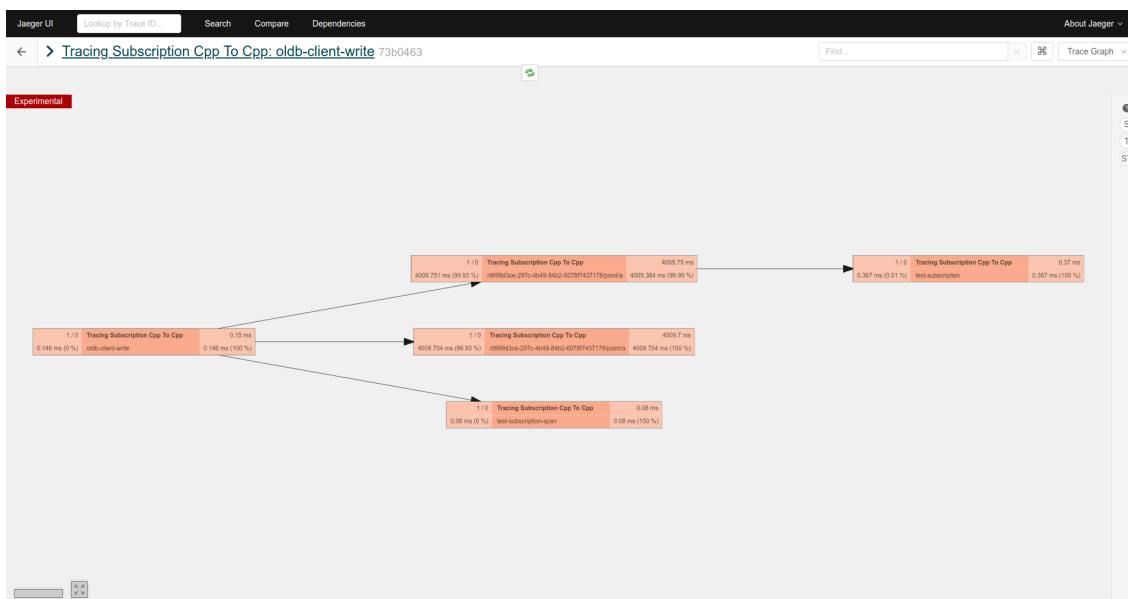 Jaeger UI Lookup by Trace ID... Search Compare Dependencies About Jaeger
Tracing Subscription Cpp To Cpp: oldb-client-write 73b0463 Find... Trace Graph
Experimental
1 / 0 Tracing Subscription Cpp To Cpp 4009.75 ms
4009.751 ms (99.93 %) /d999d3ce-297c-4b49-84b2-6078f7437178/point/a 4009.384 ms (99.99 %)
1 / 0 Tracing Subscription Cpp To Cpp 0.37 ms
0.367 ms (0.01 %) test-subscription 0.367 ms (100 %)
1 / 0 Tracing Subscription Cpp To Cpp 0.15 ms
0.146 ms (0 %) oldb-client-write 0.146 ms (100 %)
1 / 0 Tracing Subscription Cpp To Cpp 4009.7 ms
4009.704 ms (99.93 %) /d999d3ce-297c-4b49-84b2-6078f7437178/point/a 4009.704 ms (100 %)
1 / 0 Tracing Subscription Cpp To Cpp 0.08 ms
0.08 ms (0 %) test-subscription-span 0.08 ms (100 %)